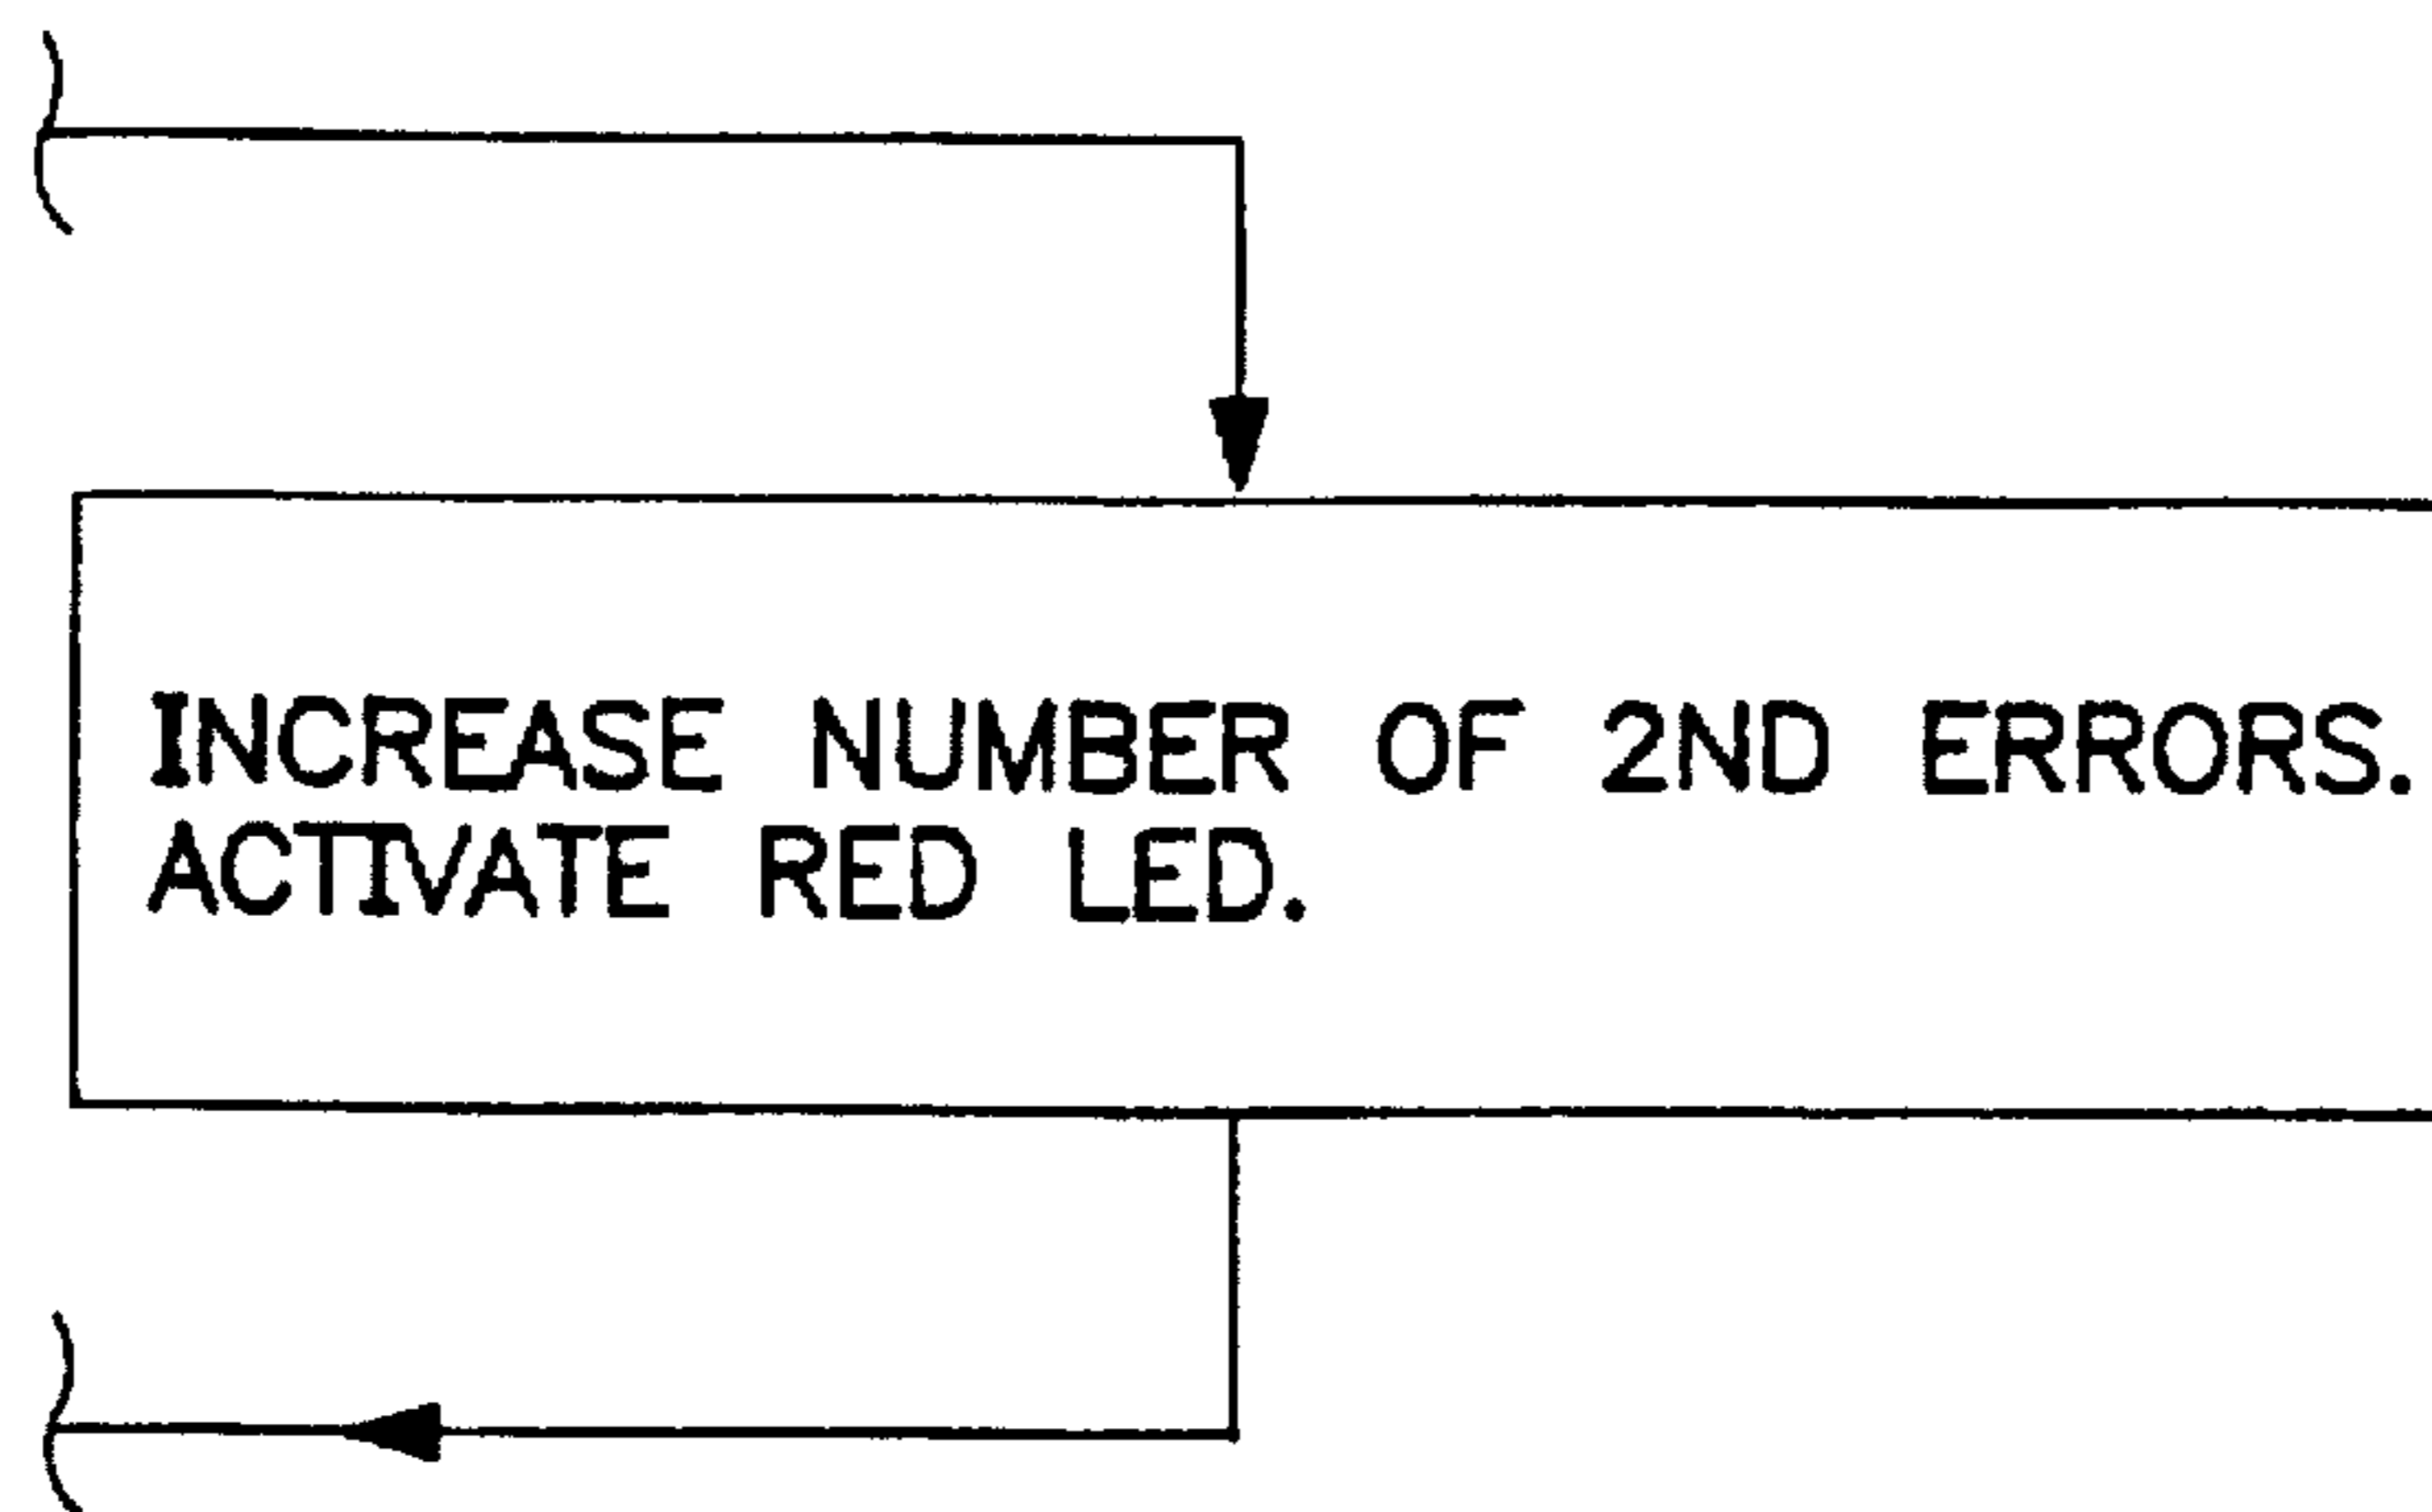 INCREASE NUMBER OF 2ND ERRORS.
ACTIVATE RED LED.